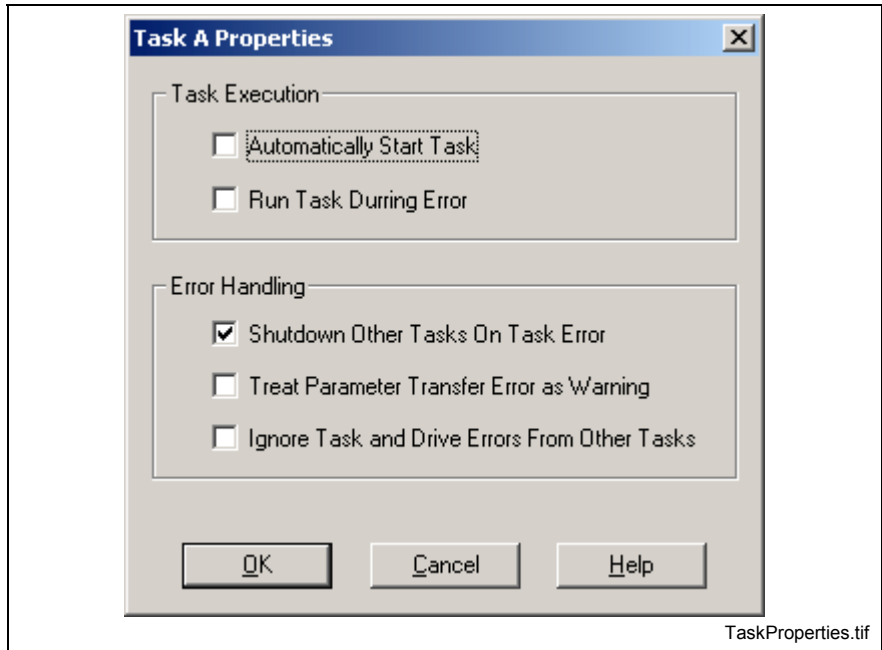 Task A Properties
Task Execution
Automatically Start Task
Run Task Durring Error
Error Handling
Shutdown Other Tasks On Task Error
Treat Parameter Transfer Error as Warning
Ignore Task and Drive Errors From Other Tasks
OK Cancel Help
TaskProperties.tif